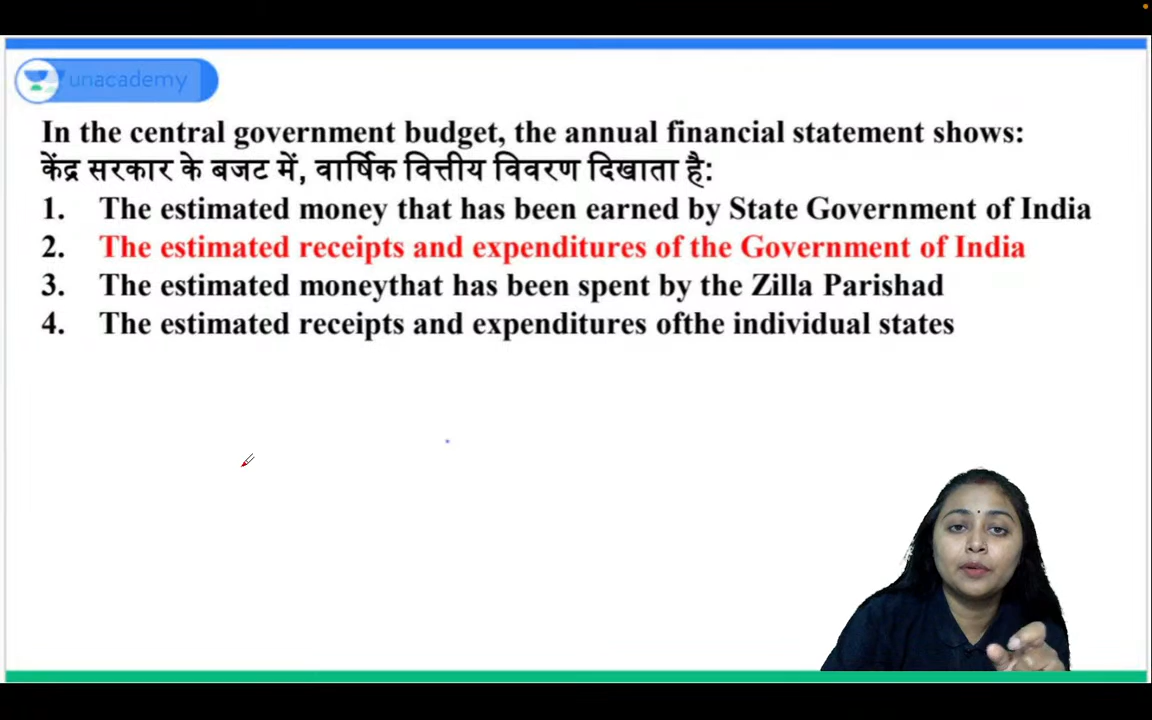 unacademy
In the central government budget, the annual financial statement shows:
केंद्र सरकार के बजट में, वार्षिक वित्तीय विवरण दिखाता है:
1. The estimated money that has been earned by State Government of India
2. The estimated receipts and expenditures of the Government of India
3. The estimated moneythat has been spent by the Zilla Parishad
4. The estimated receipts and expenditures ofthe individual states